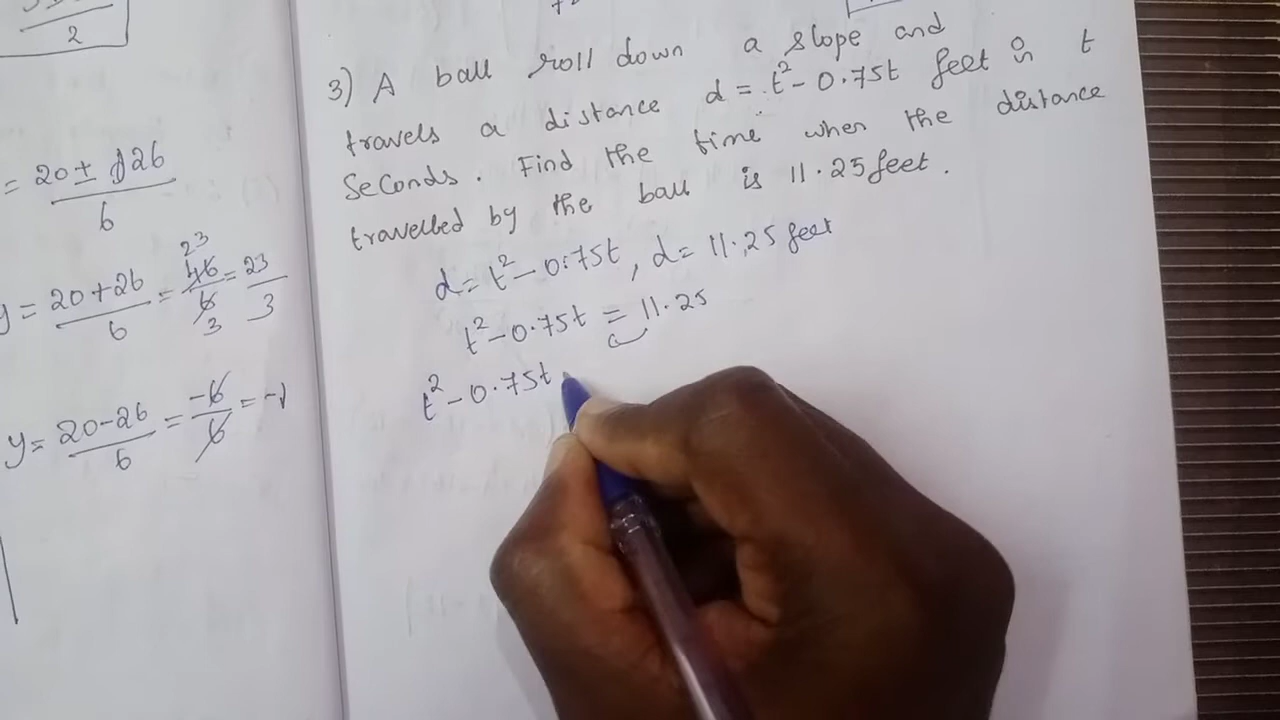 2
= 20 ± √26
6
y = 20+26 / 6 = 46 / 6 = 23 / 3
23
3
y = 20-26 / 6 = -6 / 6 = -1
3) A ball roll down a slope and
travels a distance d = t² - 0.75t feet in t
Seconds. Find the time when the distance
travelled by the ball is 11.25 feet.
d = t² - 0.75t, d = 11.25 feet
t² - 0.75t = 11.25
t² - 0.75t